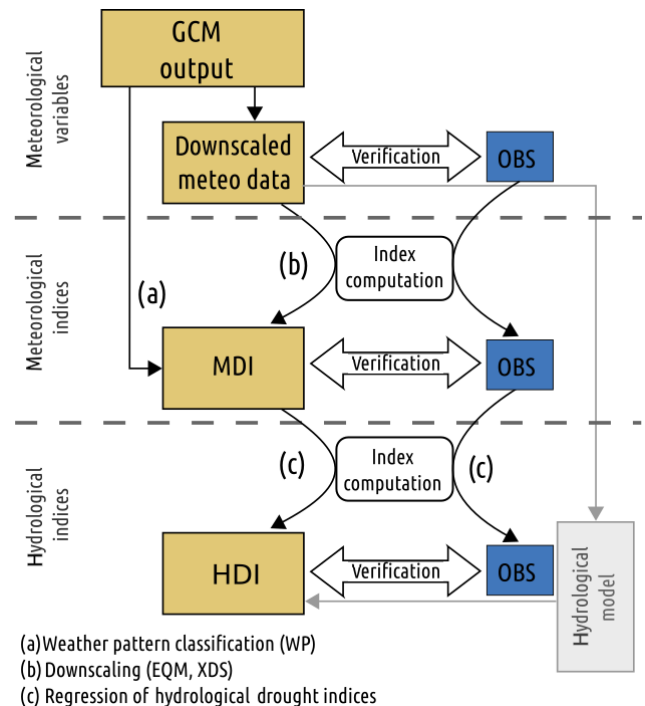 Meteorological
variables
GCM
output
Downscaled
meteo data
Verification
OBS
Meteorological
indices
(a)
(b)
Index
computation
MDI
Verification
OBS
Hydrological
indices
(c)
Index
computation
(c)
HDI
Verification
OBS
Hydrological
model
(a) Weather pattern classification (WP)
(b) Downscaling (EQM, XDS)
(c) Regression of hydrological drought indices